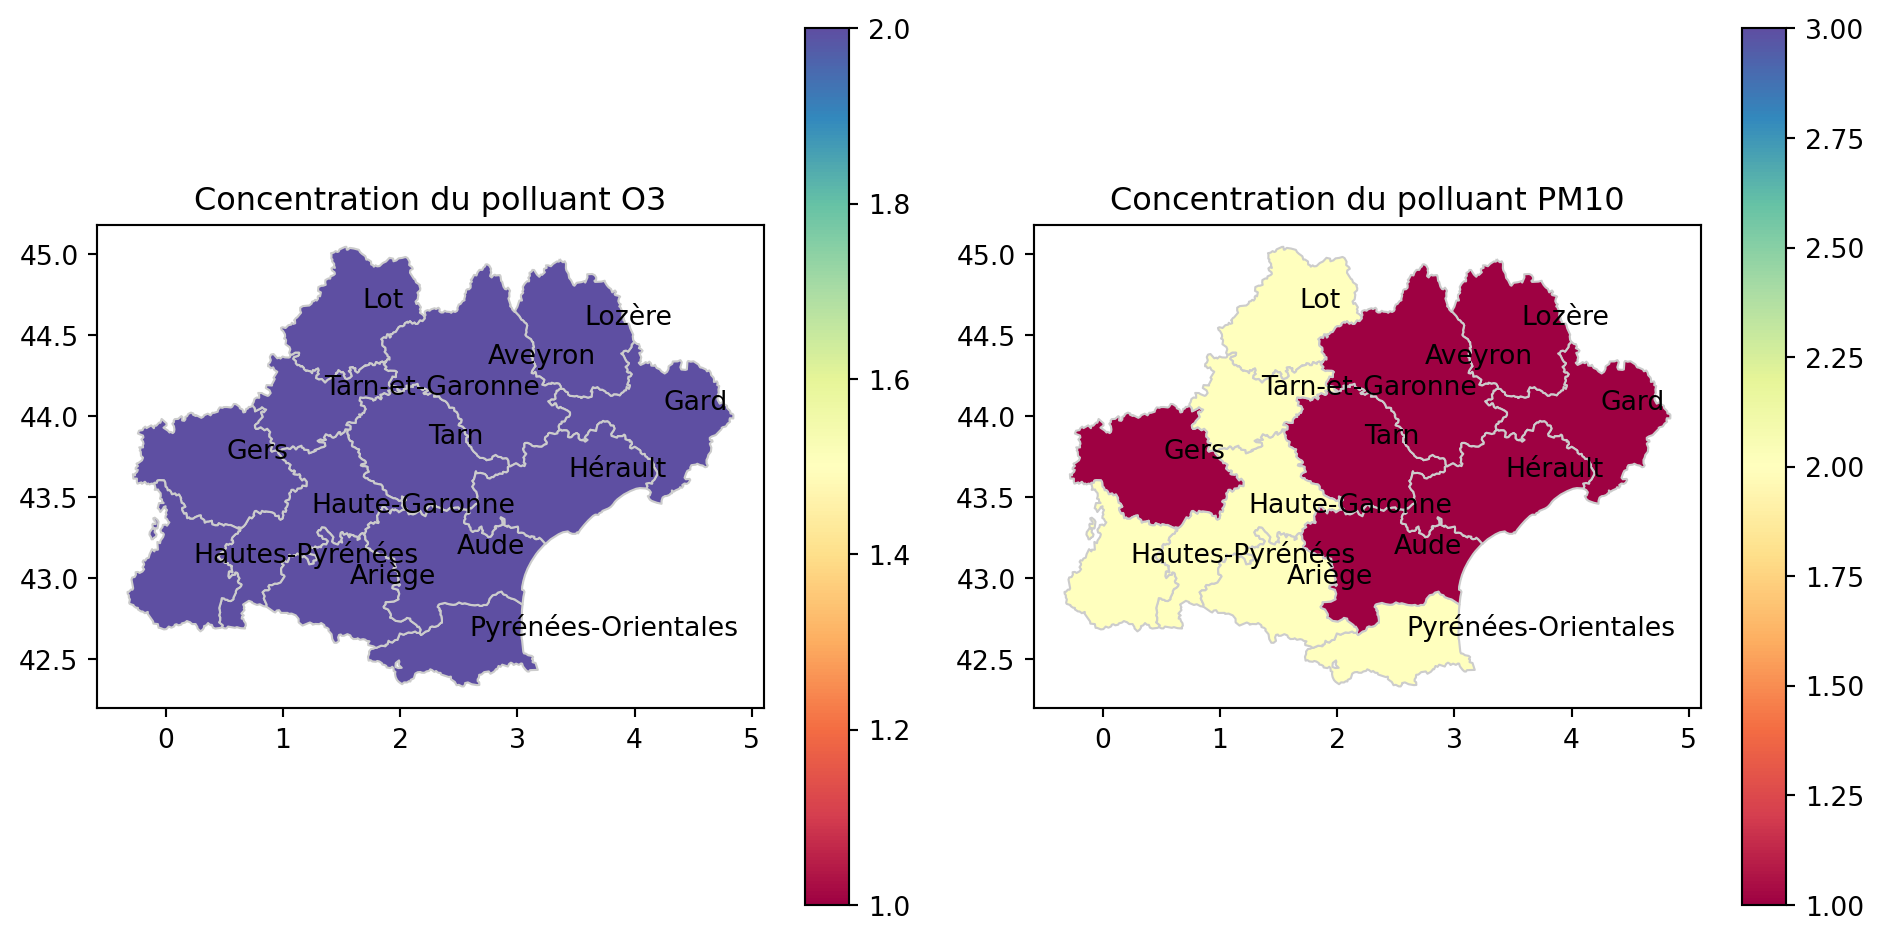 Concentration du polluant O3
45.0
44.5
44.0
43.5
43.0
42.5
0 1 2 3 4 5
Lot
Lozère
Aveyron
Tarn-et-Garonne
Gard
Tarn
Gers
Hérault
Haute-Garonne
Aude
Hautes-Pyrénées
Ariège
Pyrénées-Orientales
2.0
1.8
1.6
1.4
1.2
1.0
Concentration du polluant PM10
45.0
44.5
44.0
43.5
43.0
42.5
0 1 2 3 4 5
Lot
Lozère
Aveyron
Tarn-et-Garonne
Gard
Tarn
Gers
Hérault
Haute-Garonne
Aude
Hautes-Pyrénées
Ariège
Pyrénées-Orientales
3.00
2.75
2.50
2.25
2.00
1.75
1.50
1.25
1.00